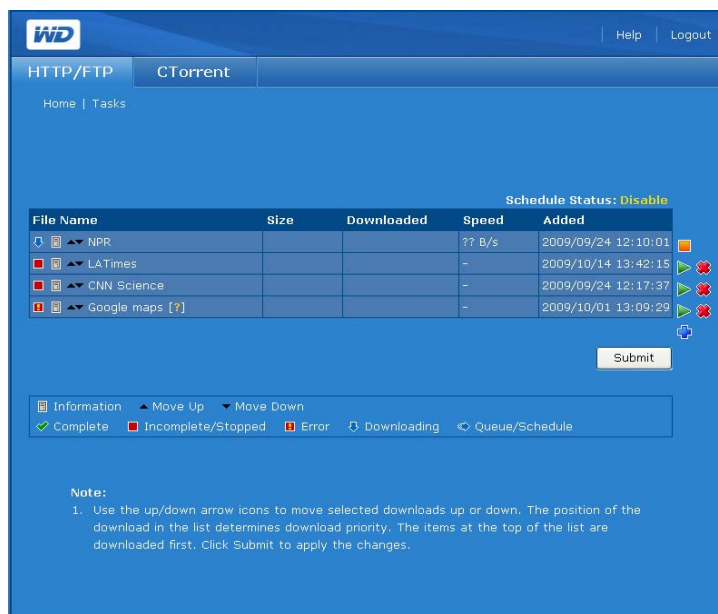 WD
Help | Logout
HTTP/FTP CTorrent
Home | Tasks
Schedule Status: Disable
File Name Size Downloaded Speed Added
NPR ?? B/s 2009/09/24 12:10:01
LATimes - 2009/10/14 13:42:15
CNN Science - 2009/09/24 12:17:37
Google maps [?] - 2009/10/01 13:09:29
Submit
Information Move Up Move Down
Complete Incomplete/Stopped Error Downloading Queue/Schedule
Note:
1. Use the up/down arrow icons to move selected downloads up or down. The position of the
download in the list determines download priority. The items at the top of the list are
downloaded first. Click Submit to apply the changes.